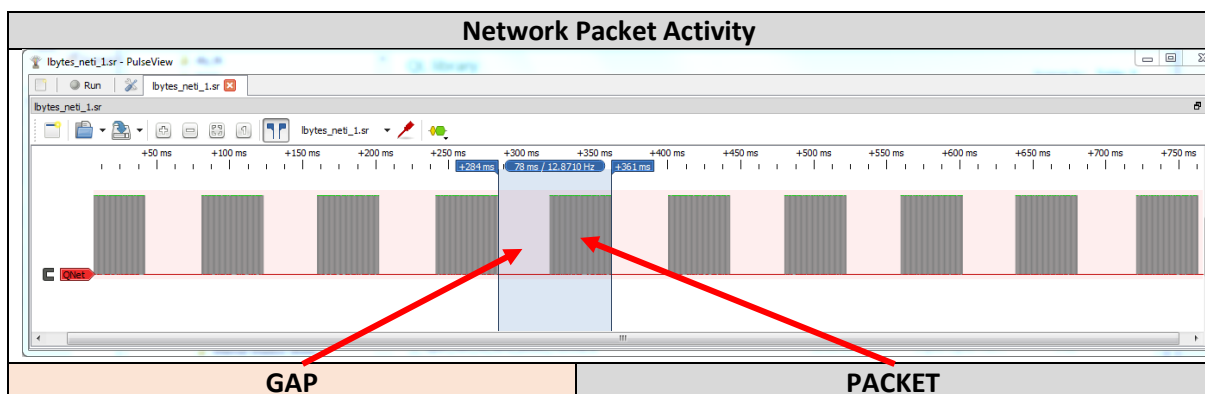 Network Packet Activity
lbytes_neti_1.sr - PulseView
Run lbytes_neti_1.sr
lbytes_neti_1.sr
lbytes_neti_1.sr
+50 ms +100 ms +150 ms +200 ms +250 ms +300 ms +350 ms +400 ms +450 ms +500 ms +550 ms +600 ms +650 ms +700 ms +750 ms
+284 ms 78 ms / 12.8710 Hz +361 ms
QNet
GAP PACKET